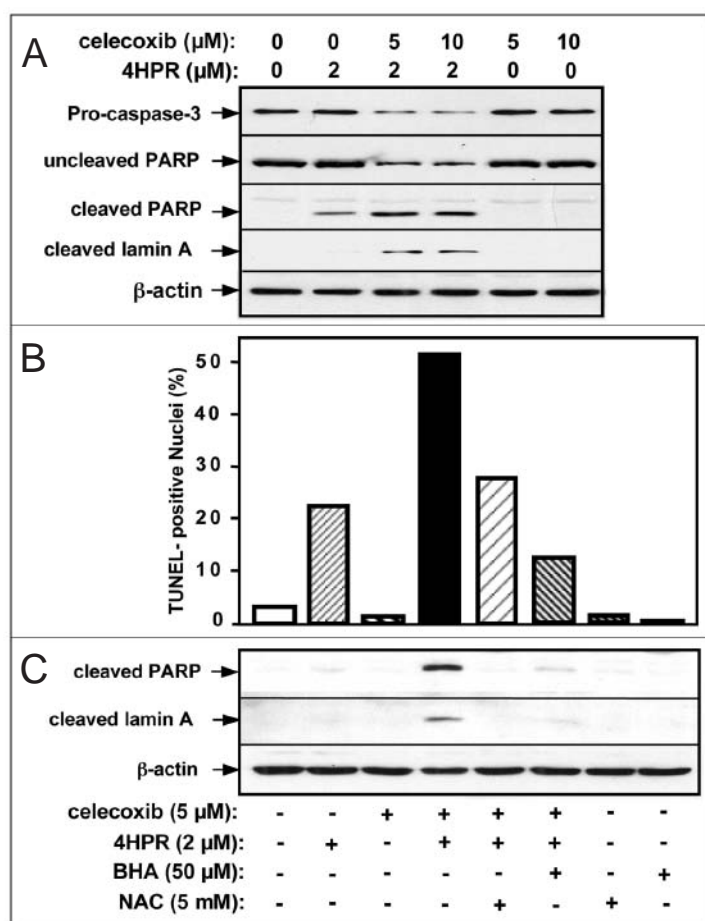 A
celecoxib (µM): 0 0 5 10 5 10
4HPR (µM): 0 2 2 2 0 0
Pro-caspase-3
uncleaved PARP
cleaved PARP
cleaved lamin A
β-actin
B
TUNEL- positive Nuclei (%)
50
40
30
20
10
0
C
cleaved PARP
cleaved lamin A
β-actin
celecoxib (5 µM): - - + + + + - -
4HPR (2 µM): - + - + + + - -
BHA (50 µM): - - - - - + - +
NAC (5 mM): - - - - + - + -